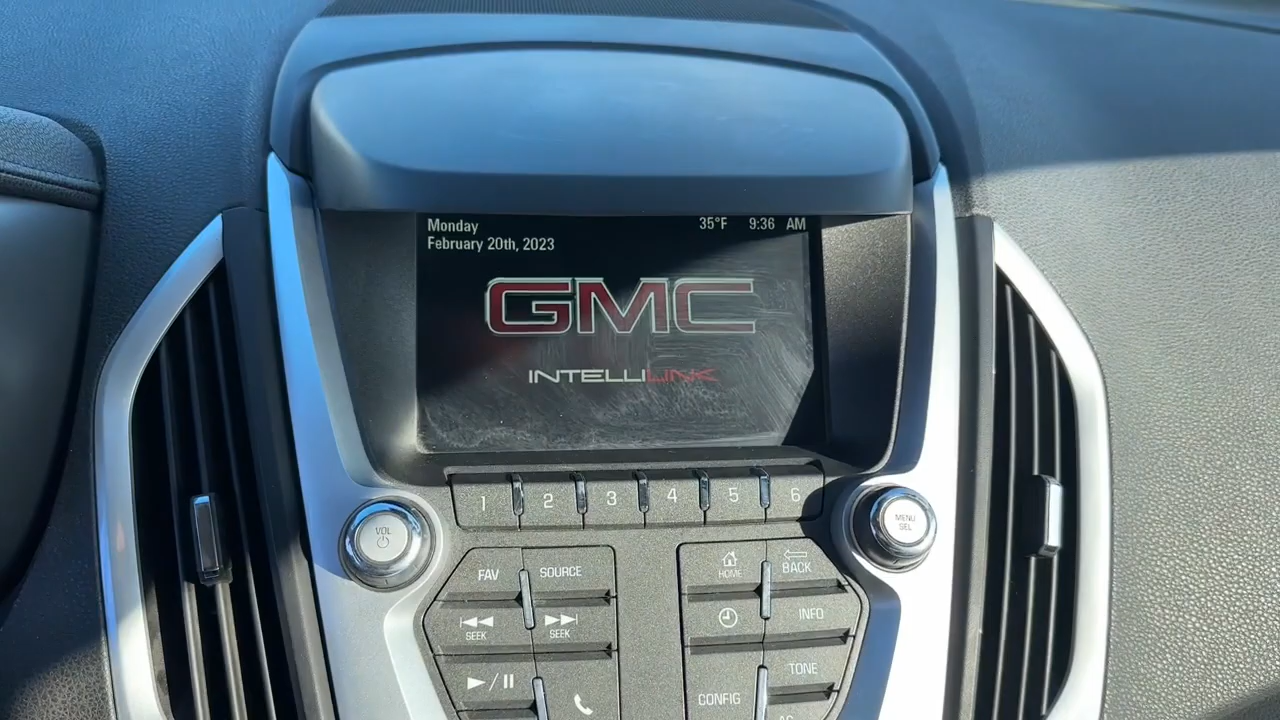 Monday 35°F 9:36 AM
February 20th, 2023
GMC
INTELLILINK
1 2 3 4 5 6
VOL
MENU
SEL
FAV SOURCE
HOME
BACK
SEEK SEEK
INFO
TONE
CONFIG